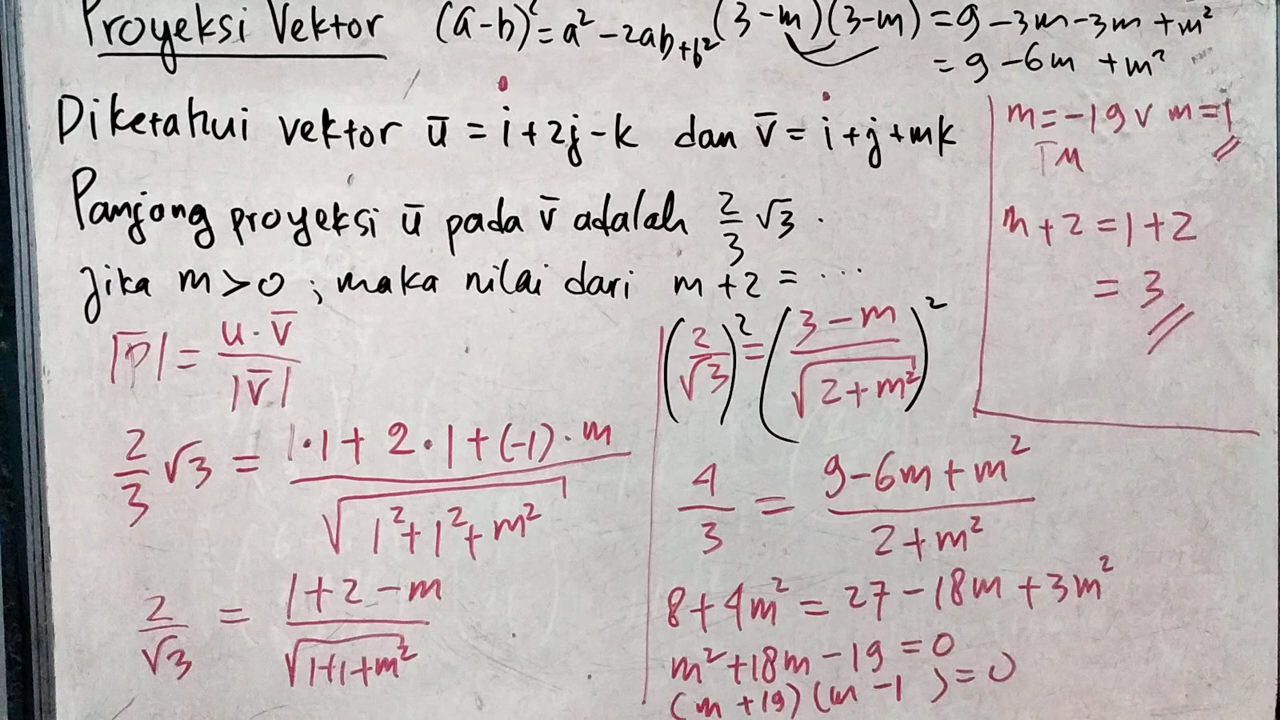 Proyeksi Vektor (a-b)² = a² - 2ab + b² (3-m)(3-m) = 9 - 3m - 3m + m²
= 9 - 6m + m²
Diketahui vektor ū = i + 2j - k dan v̄ = i + j + mk
Panjang proyeksi ū pada v̄ adalah 2/3 √3.
Jika m > 0, maka nilai dari m + 2 = ...
|p̄| = u · v̄ / |v̄|
2/3 √3 = 1·1 + 2·1 + (-1)·m / √(1² + 1² + m²)
2/√3 = 1 + 2 - m / √(1 + 1 + m²)
(2/√3)² = (3 - m / √(2 + m²))²
4/3 = 9 - 6m + m² / 2 + m²
8 + 4m² = 27 - 18m + 3m²
m² + 18m - 19 = 0
(m + 19)(m - 1) = 0
m = -19 v m = 1
TM
m + 2 = 1 + 2
= 3